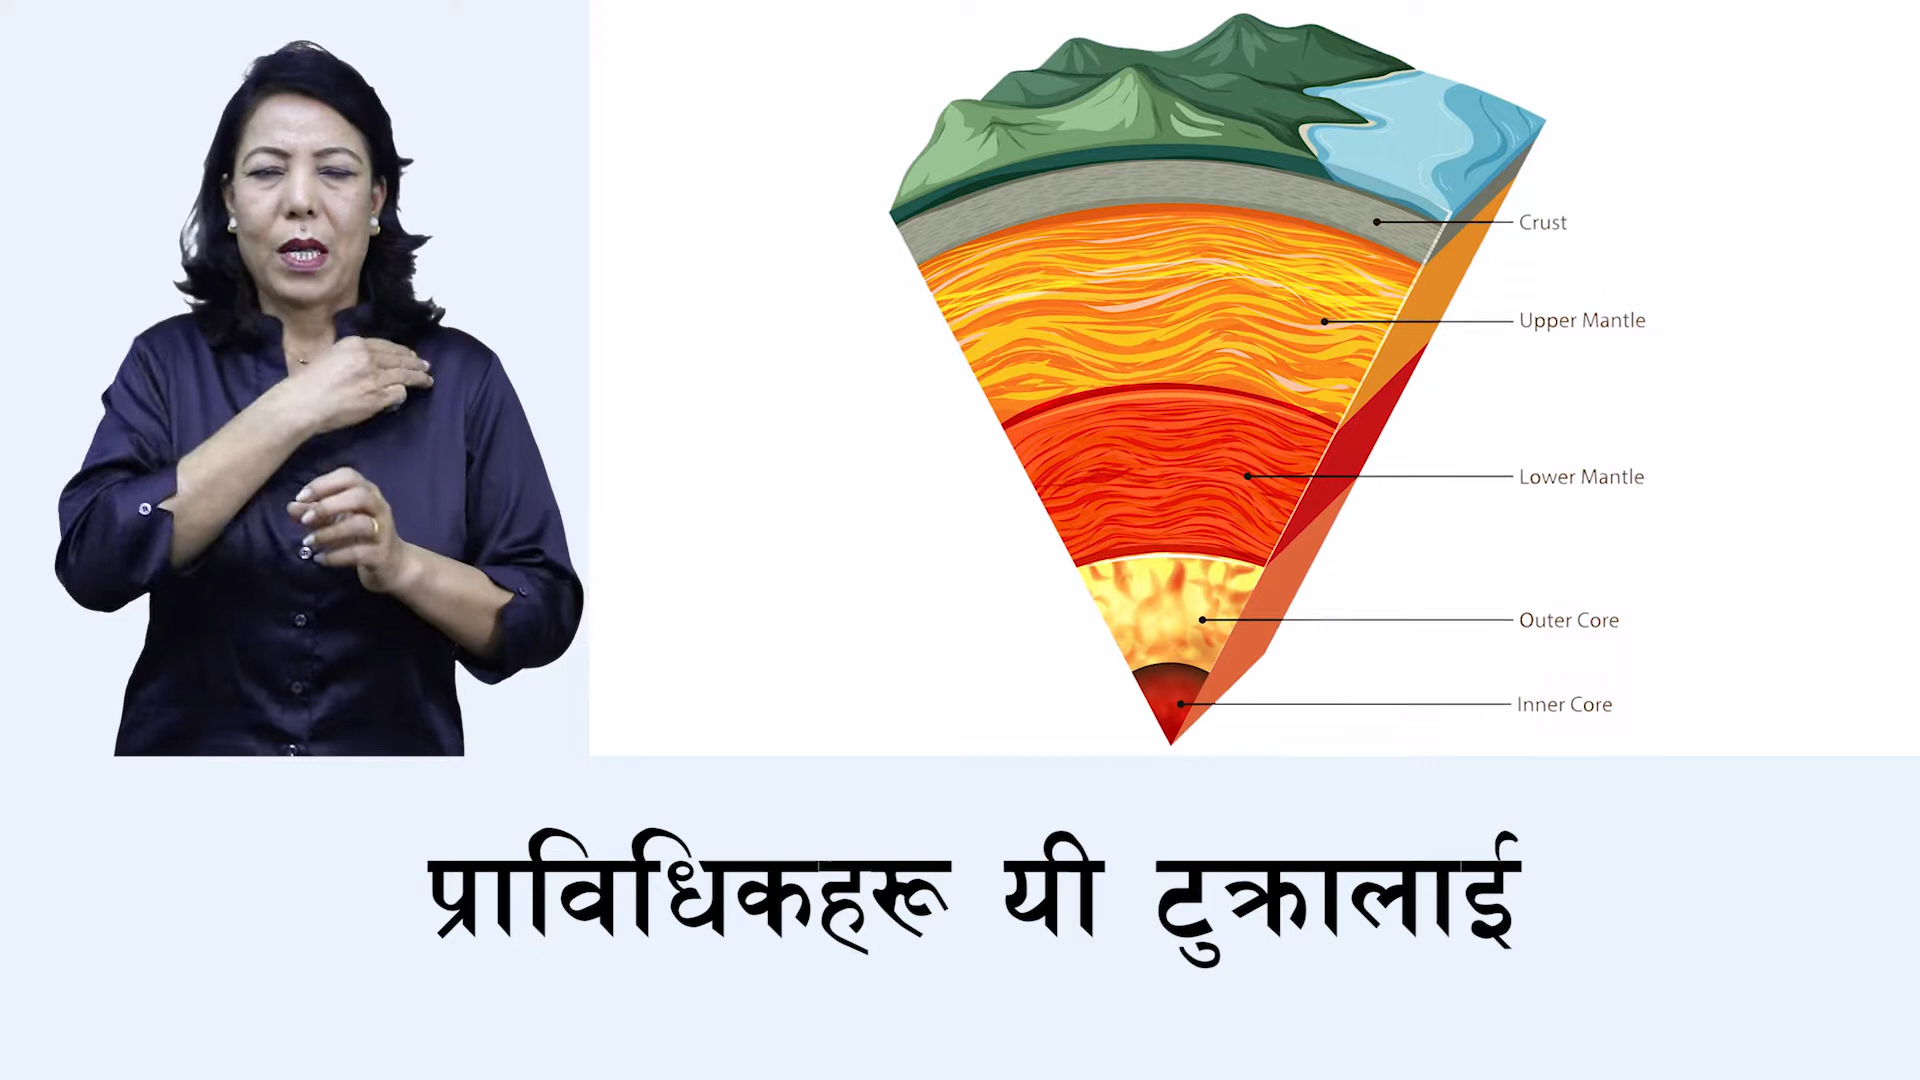 Crust
Upper Mantle
Lower Mantle
Outer Core
Inner Core
प्राविधिकहरू यी टुक्रालाई